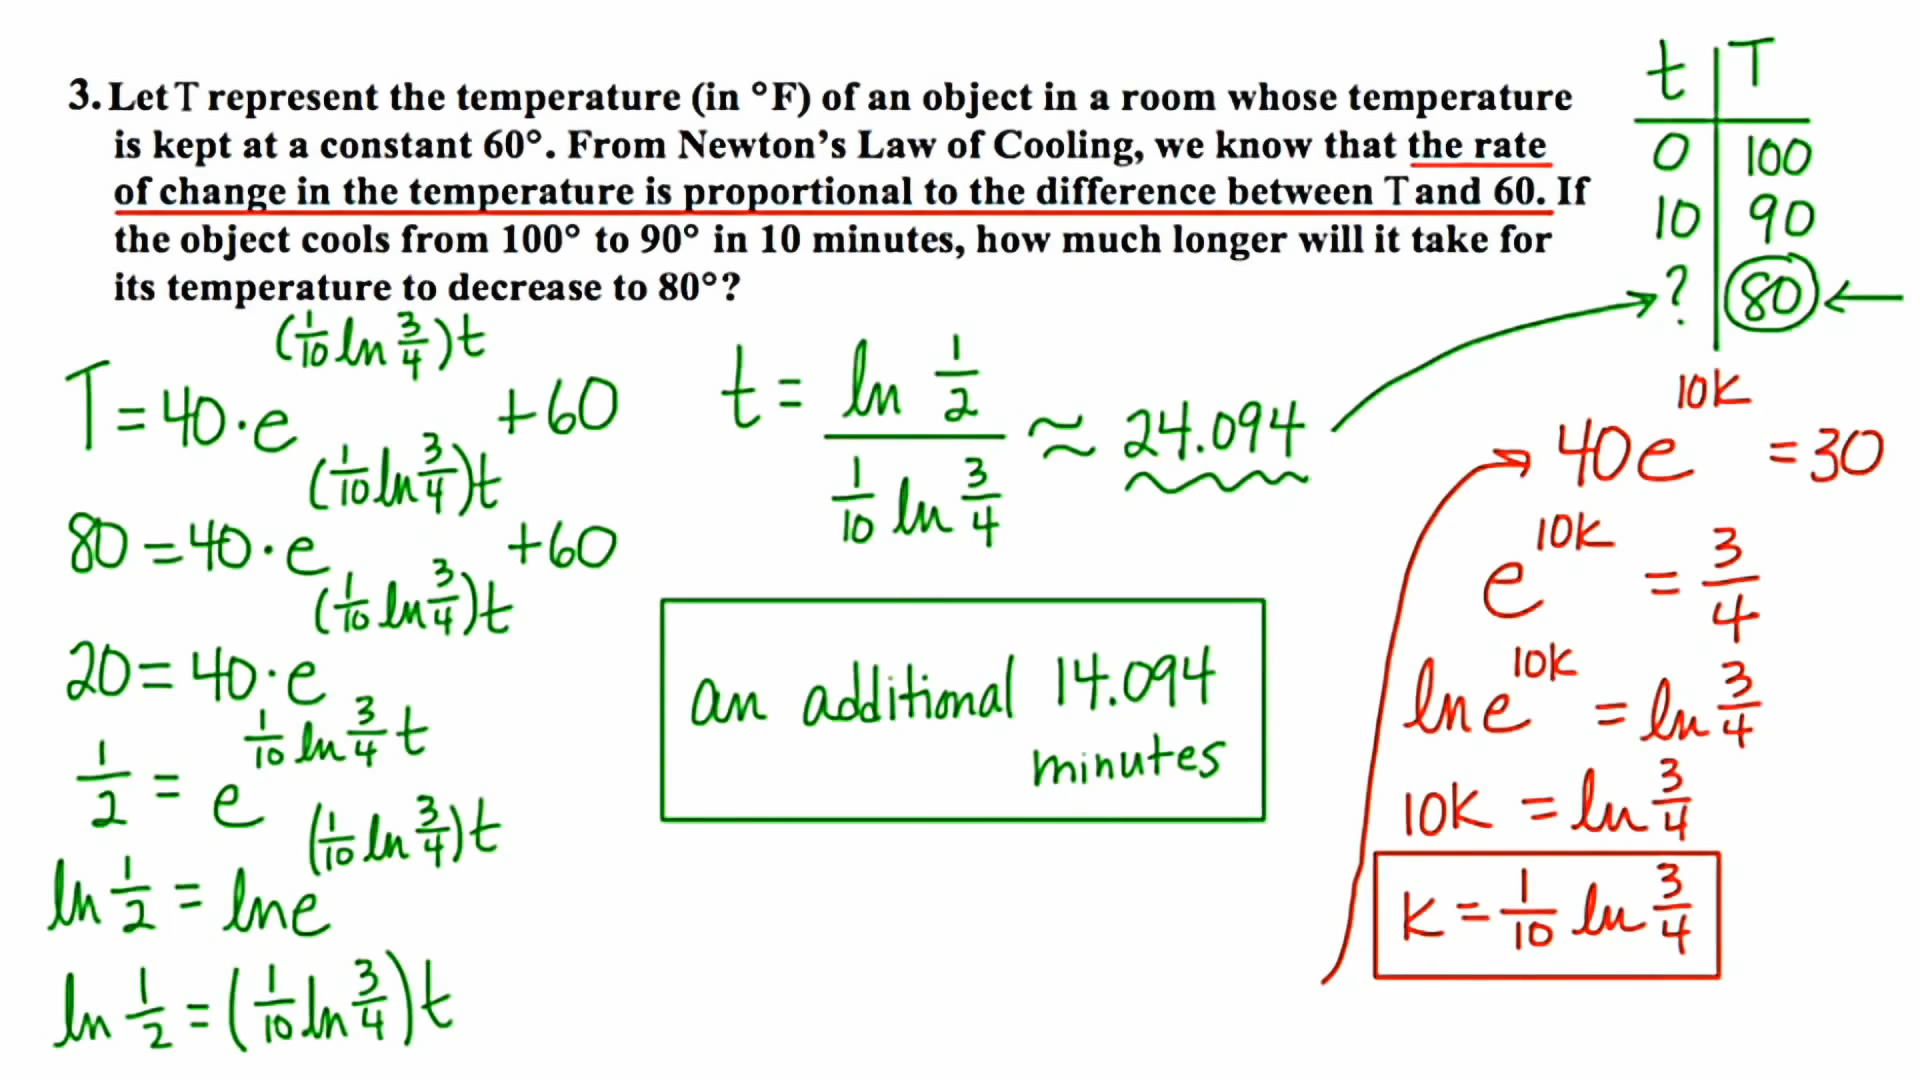 3. Let T represent the temperature (in °F) of an object in a room whose temperature
is kept at a constant 60°. From Newton's Law of Cooling, we know that the rate
of change in the temperature is proportional to the difference between T and 60. If
the object cools from 100° to 90° in 10 minutes, how much longer will it take for
its temperature to decrease to 80°?
t | T
0 | 100
10 | 90
? | 80 ←
T = 40·e^((1/10 ln 3/4)t) + 60
80 = 40·e^((1/10 ln 3/4)t) + 60
20 = 40·e^((1/10 ln 3/4)t)
1/2 = e^(1/10 ln 3/4 t)
ln 1/2 = ln e^((1/10 ln 3/4)t)
ln 1/2 = (1/10 ln 3/4)t
t = (ln 1/2)/(1/10 ln 3/4) ≈ 24.094
an additional 14.094
minutes
40e^(10k) = 30
e^(10k) = 3/4
ln e^(10k) = ln 3/4
10k = ln 3/4
k = 1/10 ln 3/4